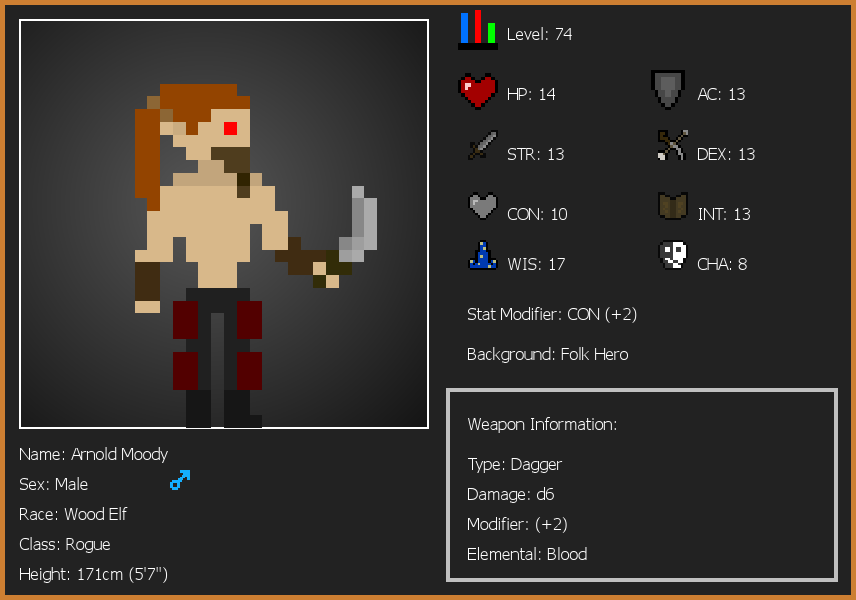 Level: 74
HP: 14
AC: 13
STR: 13
DEX: 13
CON: 10
INT: 13
WIS: 17
CHA: 8
Stat Modifier: CON (+2)
Background: Folk Hero
Weapon Information:
Type: Dagger
Damage: d6
Modifier: (+2)
Elemental: Blood
Name: Arnold Moody
Sex: Male
Race: Wood Elf
Class: Rogue
Height: 171cm (5'7")